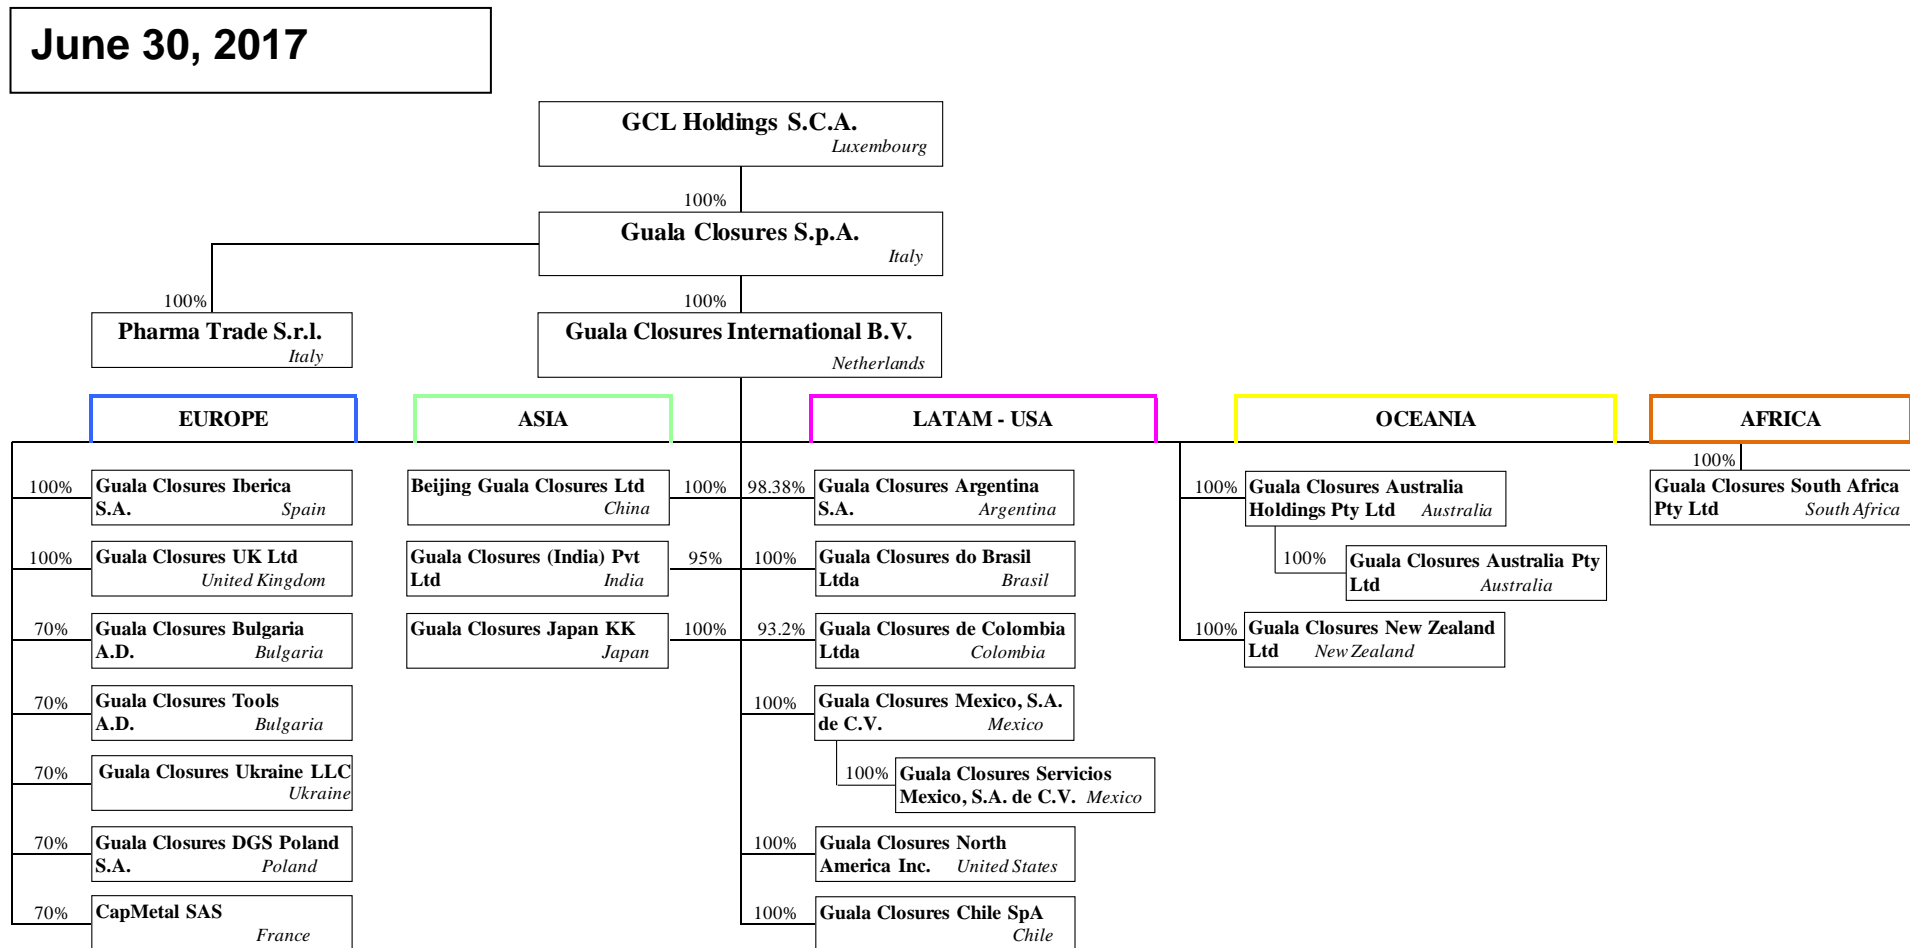 June 30, 2017
GCL Holdings S.C.A.
Luxembourg
100%
Guala Closures S.p.A.
Italy
100%
100%
Pharma Trade S.r.l.
Italy
Guala Closures International B.V.
Netherlands
EUROPE
100%
Guala Closures Iberica
S.A. Spain
100%
Guala Closures UK Ltd
United Kingdom
70%
Guala Closures Bulgaria
A.D. Bulgaria
70%
Guala Closures Tools
A.D. Bulgaria
70%
Guala Closures Ukraine LLC
Ukraine
70%
Guala Closures DGS Poland
S.A. Poland
70%
CapMetal SAS
France
ASIA
Beijing Guala Closures Ltd
China
100%
Guala Closures (India) Pvt
Ltd India
95%
Guala Closures Japan KK
Japan
100%
LATAM - USA
98.38%
Guala Closures Argentina
S.A. Argentina
100%
Guala Closures do Brasil
Ltda Brasil
93.2%
Guala Closures de Colombia
Ltda Colombia
100%
Guala Closures Mexico, S.A.
de C.V. Mexico
100%
Guala Closures Servicios
Mexico, S.A. de C.V. Mexico
100%
Guala Closures North
America Inc. United States
100%
Guala Closures Chile SpA
Chile
OCEANIA
100%
Guala Closures Australia
Holdings Pty Ltd Australia
100%
Guala Closures Australia Pty
Ltd Australia
100%
Guala Closures New Zealand
Ltd New Zealand
AFRICA
100%
Guala Closures South Africa
Pty Ltd South Africa